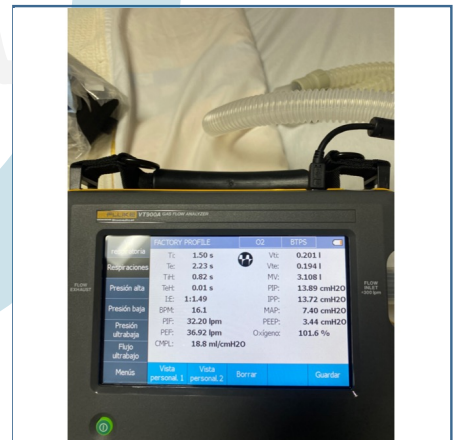 FLUKE VT900A GAS FLOW ANALYZER
FACTORY PROFILE O2 BTPS
Respiraciones
Presión alta
Presión baja
Presión ultrabaja
Flujo ultrabajo
Menús
Ti: 1.50 s Vti: 0.201 l
Te: 2.23 s Vte: 0.194 l
TiH: 0.82 s MV: 3.108 l
TeH: 0.01 s PIP: 13.89 cmH2O
I:E: 1:1.49 IPP: 13.72 cmH2O
BPM: 16.1 MAP: 7.40 cmH2O
PIF: 32.20 lpm PEEP: 3.44 cmH2O
PEF: 36.92 lpm Oxígeno: 101.6 %
CMPL: 18.8 ml/cmH2O
FLOW EXHAUST
FLOW INLET
Vista personal 1
Vista personal 2
Borrar
Guardar